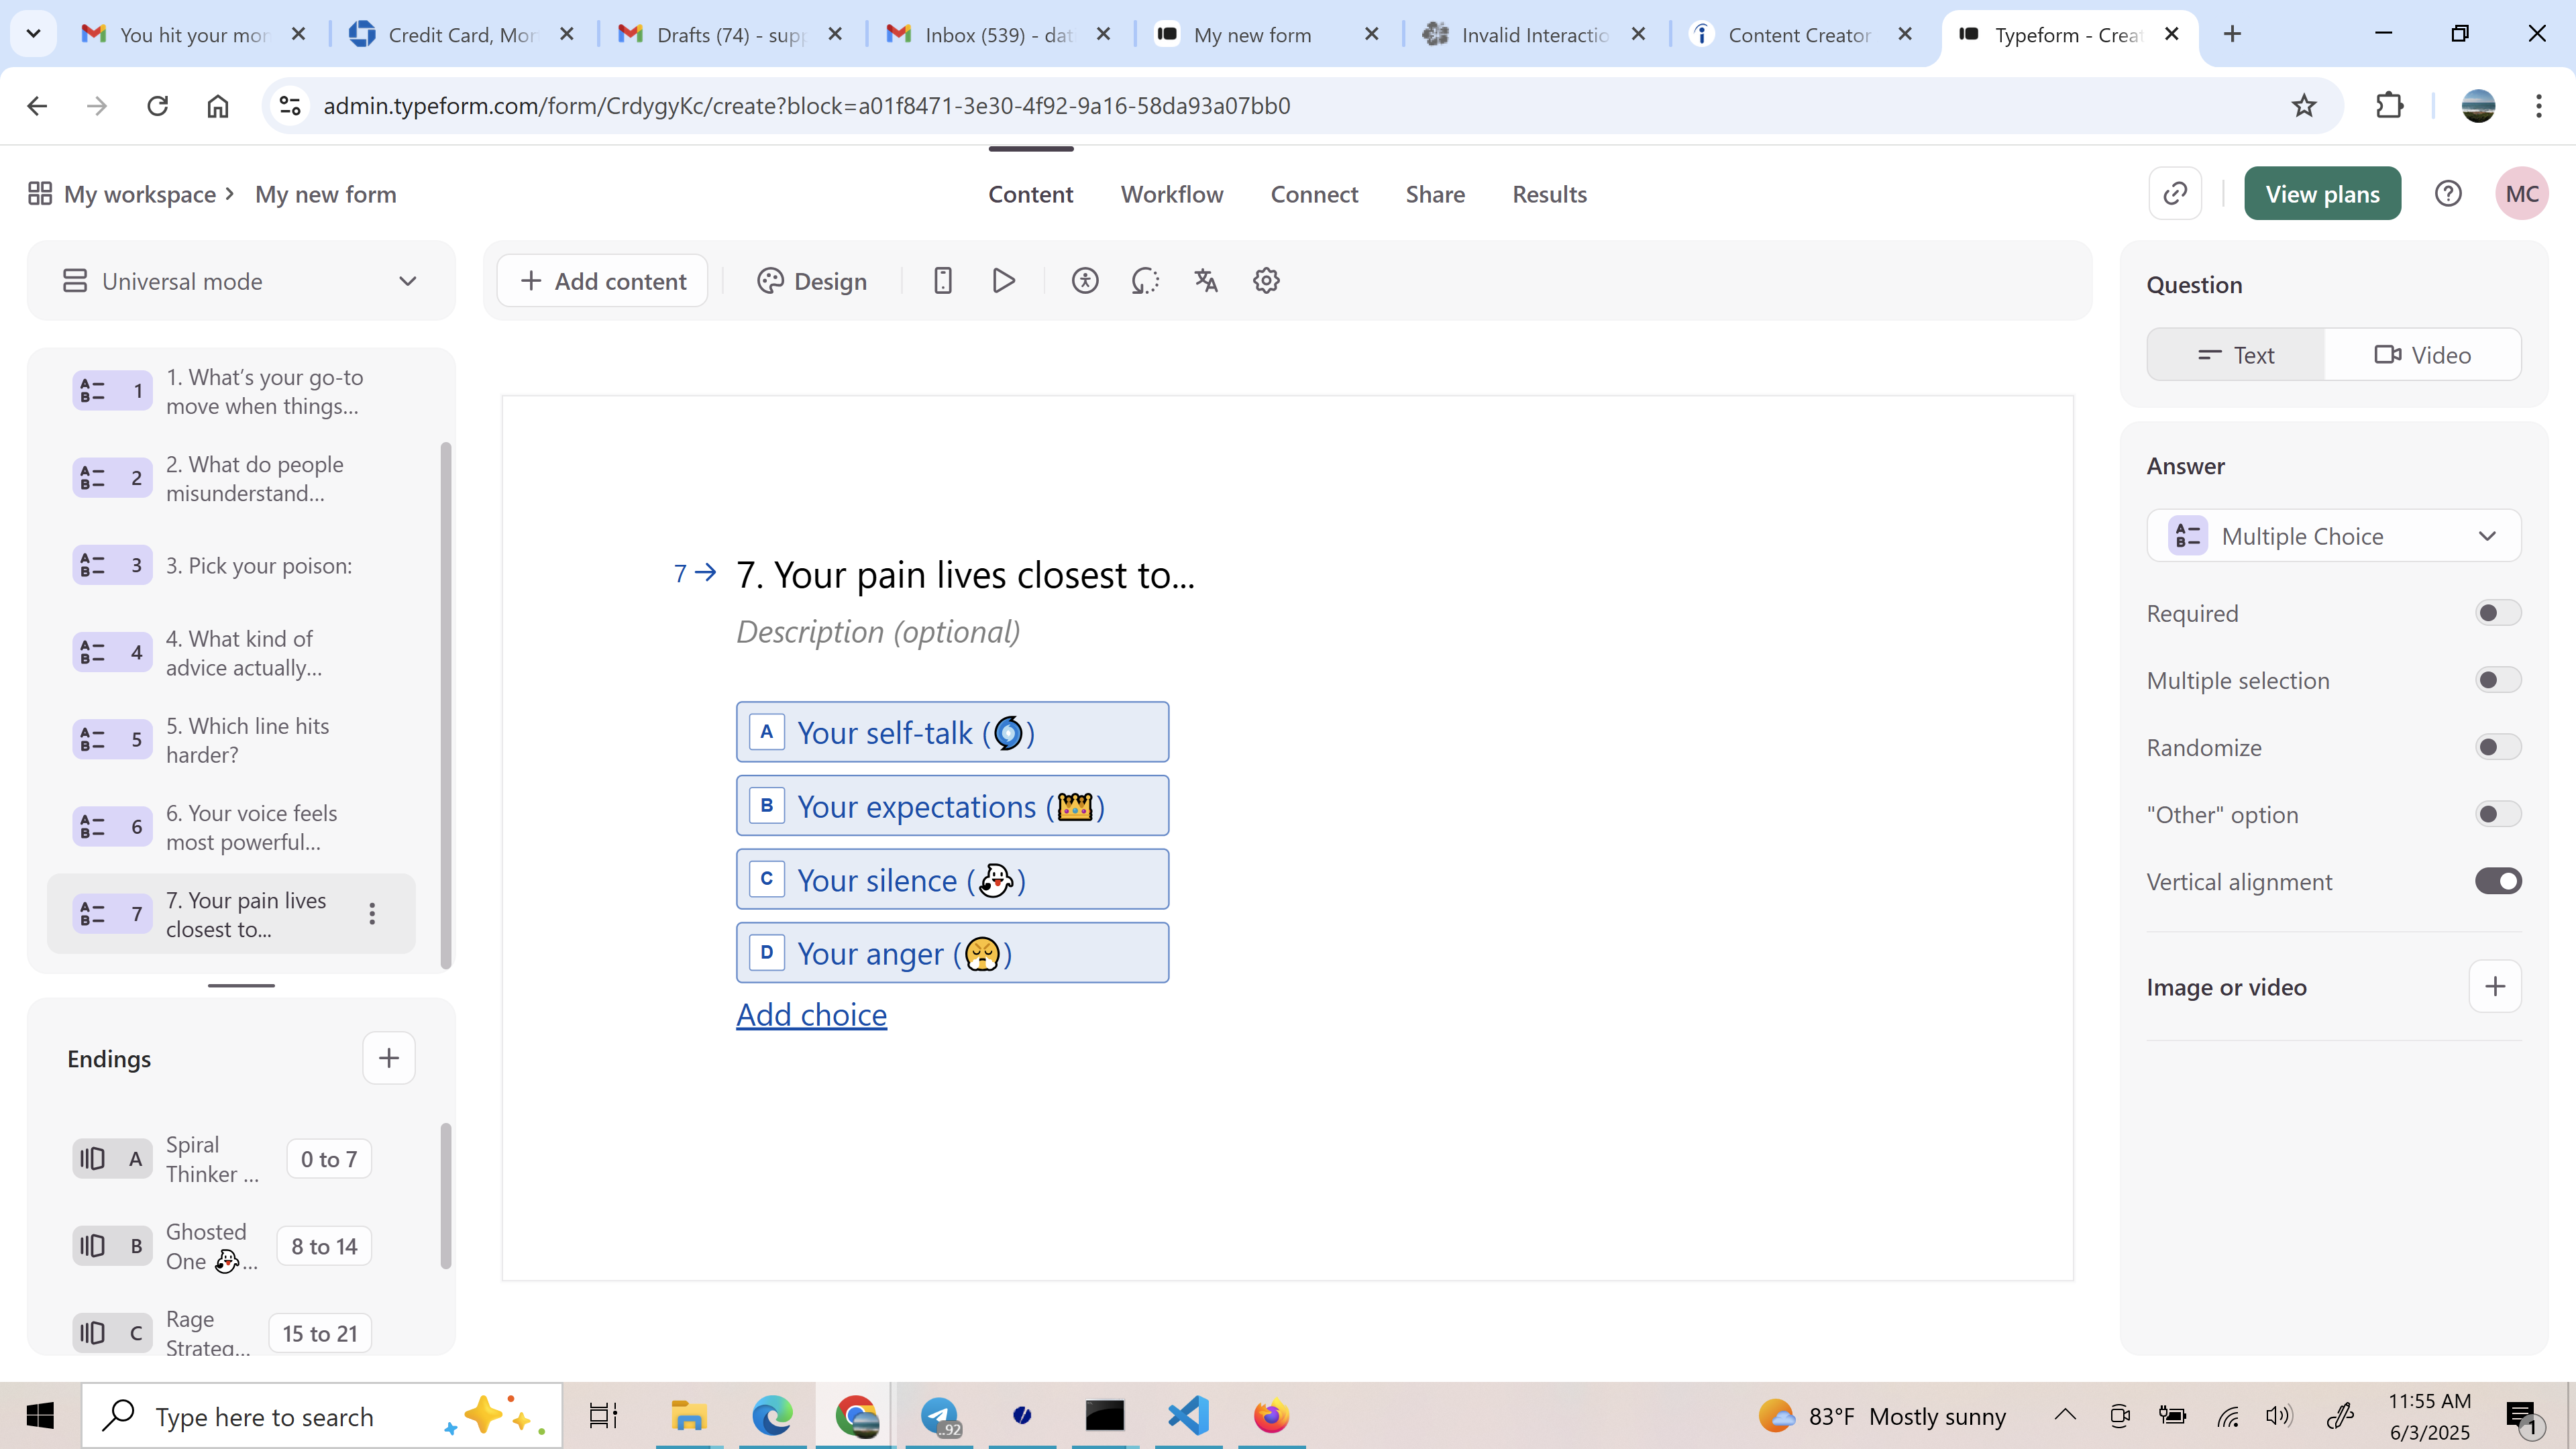 You hit your mon
Credit Card, Mor
Drafts (74) - supp
Inbox (539) - dat
My new form
Invalid Interactio
Content Creator
Typeform - Creat
admin.typeform.com/form/CrdygyKc/create?block=a01f8471-3e30-4f92-9a16-58da93a07bb0
My workspace
My new form
Content
Workflow
Connect
Share
Results
View plans
MC
Universal mode
Add content
Design
1
1. What’s your go-to
move when things...
2
2. What do people
misunderstand...
3
3. Pick your poison:
4
4. What kind of
advice actually...
5
5. Which line hits
harder?
6
6. Your voice feels
most powerful...
7
7. Your pain lives
closest to...
Endings
A
Spiral
Thinker ...
0 to 7
B
Ghosted
One 👻...
8 to 14
C
Rage
Strateg...
15 to 21
7
7. Your pain lives closest to...
Description (optional)
A Your self-talk (🌀)
B Your expectations (👑)
C Your silence (👻)
D Your anger (😤)
Add choice
Question
Text
Video
Answer
Multiple Choice
Required
Multiple selection
Randomize
"Other" option
Vertical alignment
Image or video
Type here to search
..92
83°F Mostly sunny
11:55 AM
6/3/2025
1